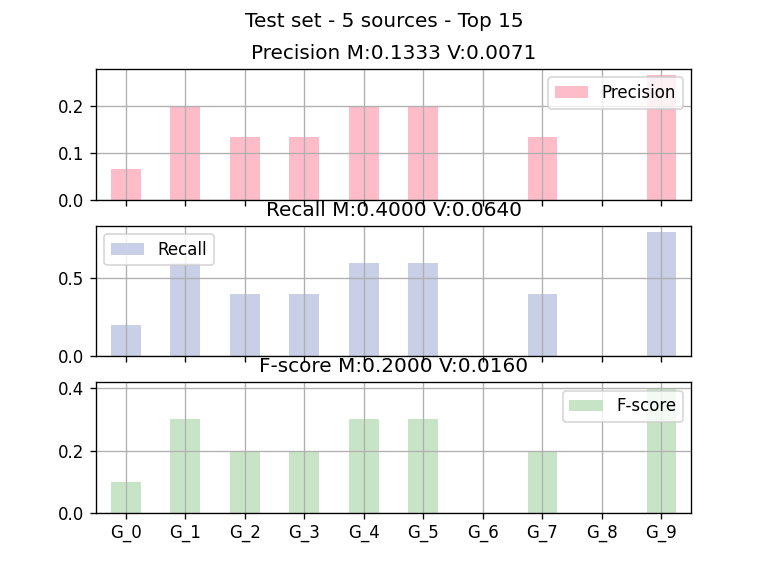 Test set - 5 sources - Top 15
Precision M:0.1333 V:0.0071
Precision
0.2
0.1
0.0
Recall M:0.4000 V:0.0640
Recall
0.5
0.0
F-score M:0.2000 V:0.0160
F-score
0.4
0.2
0.0
G_0 G_1 G_2 G_3 G_4 G_5 G_6 G_7 G_8 G_9